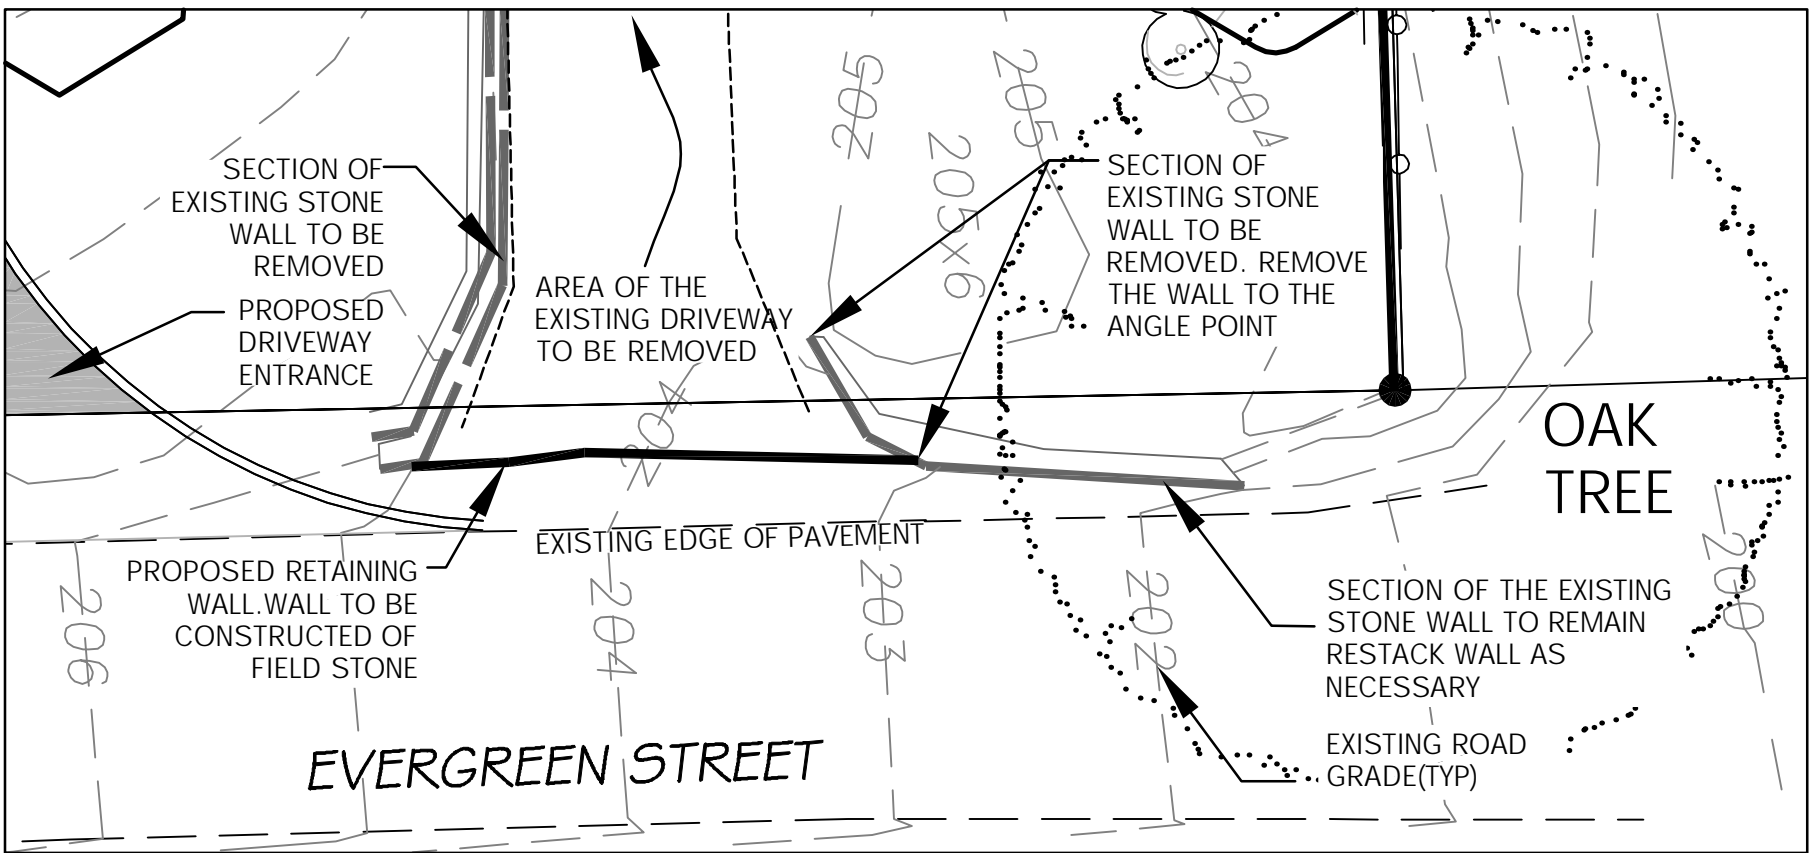 SECTION OF
EXISTING STONE
WALL TO BE
REMOVED
PROPOSED
DRIVEWAY
ENTRANCE
AREA OF THE
EXISTING DRIVEWAY
TO BE REMOVED
205
205
204
205x6
SECTION OF
EXISTING STONE
WALL TO BE
REMOVED. REMOVE
THE WALL TO THE
ANGLE POINT
204
OAK
TREE
EXISTING EDGE OF PAVEMENT
PROPOSED RETAINING
WALL.WALL TO BE
CONSTRUCTED OF
FIELD STONE
206
204
203
202
200
SECTION OF THE EXISTING
STONE WALL TO REMAIN
RESTACK WALL AS
NECESSARY
EXISTING ROAD
GRADE(TYP)
EVERGREEN STREET